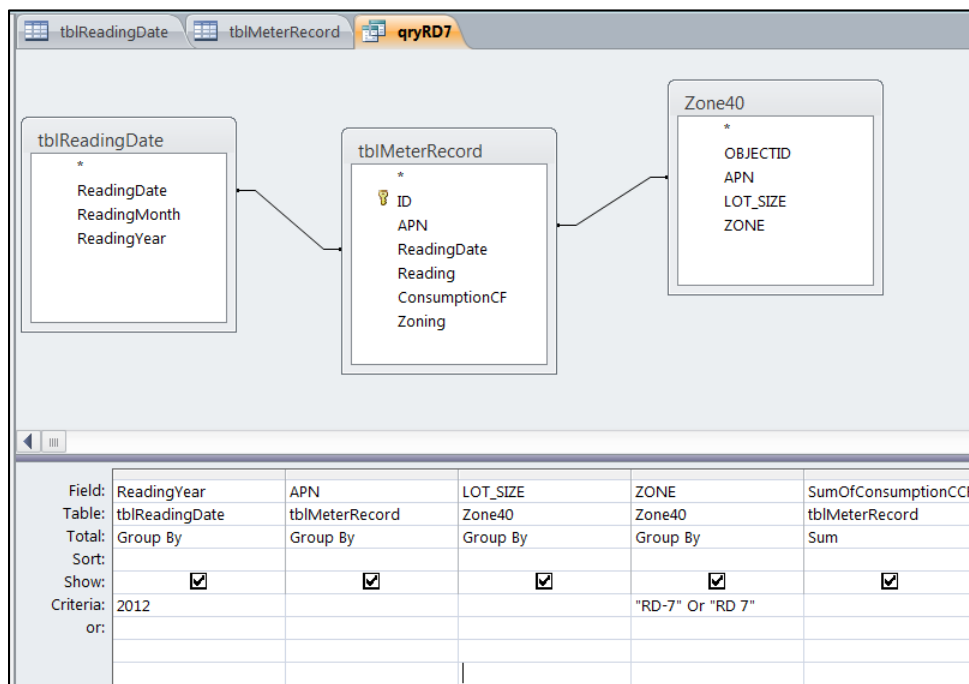 tblReadingDate tblMeterRecord qryRD7
tblReadingDate
*
ReadingDate
ReadingMonth
ReadingYear
tblMeterRecord
*
ID
APN
ReadingDate
Reading
ConsumptionCF
Zoning
Zone40
*
OBJECTID
APN
LOT_SIZE
ZONE
Field: ReadingYear APN LOT_SIZE ZONE SumOfConsumptionCCF
Table: tblReadingDate tblMeterRecord Zone40 Zone40 tblMeterRecord
Total: Group By Group By Group By Group By Sum
Sort:
Show:
Criteria: 2012 "RD-7" Or "RD 7"
or: